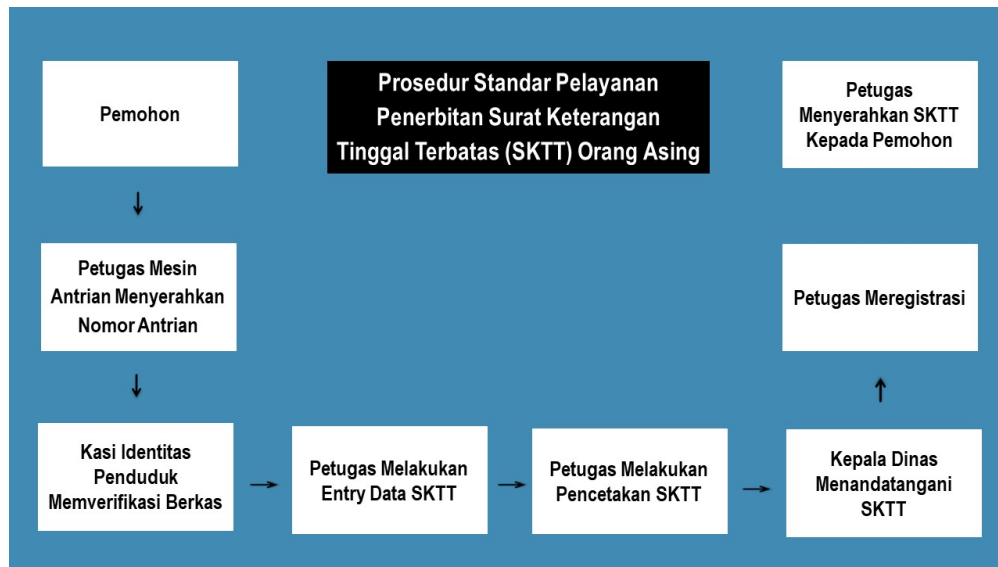 Prosedur Standar Pelayanan
Penerbitan Surat Keterangan
Tinggal Terbatas (SKTT) Orang Asing
Pemohon
Petugas Mesin
Antrian Menyerahkan
Nomor Antrian
Kasi Identitas
Penduduk
Memverifikasi Berkas
Petugas Melakukan
Entry Data SKTT
Petugas Melakukan
Pencetakan SKTT
Kepala Dinas
Menandatangani
SKTT
Petugas Meregistrasi
Petugas
Menyerahkan SKTT
Kepada Pemohon